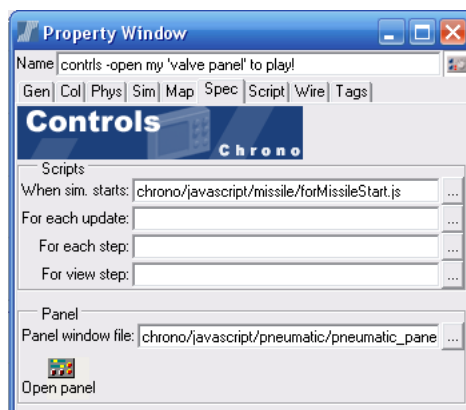 Property Window
Name contrls -open my 'valve panel' to play!
Gen Col Phys Sim Map Spec Script Wire Tags
Controls
Chrono
Scripts
When sim. starts: chrono/javascript/missile/forMissileStart.js ...
For each update: ...
For each step: ...
For view step: ...
Panel
Panel window file: chrono/javascript/pneumatic/pneumatic_pane ...
Open panel